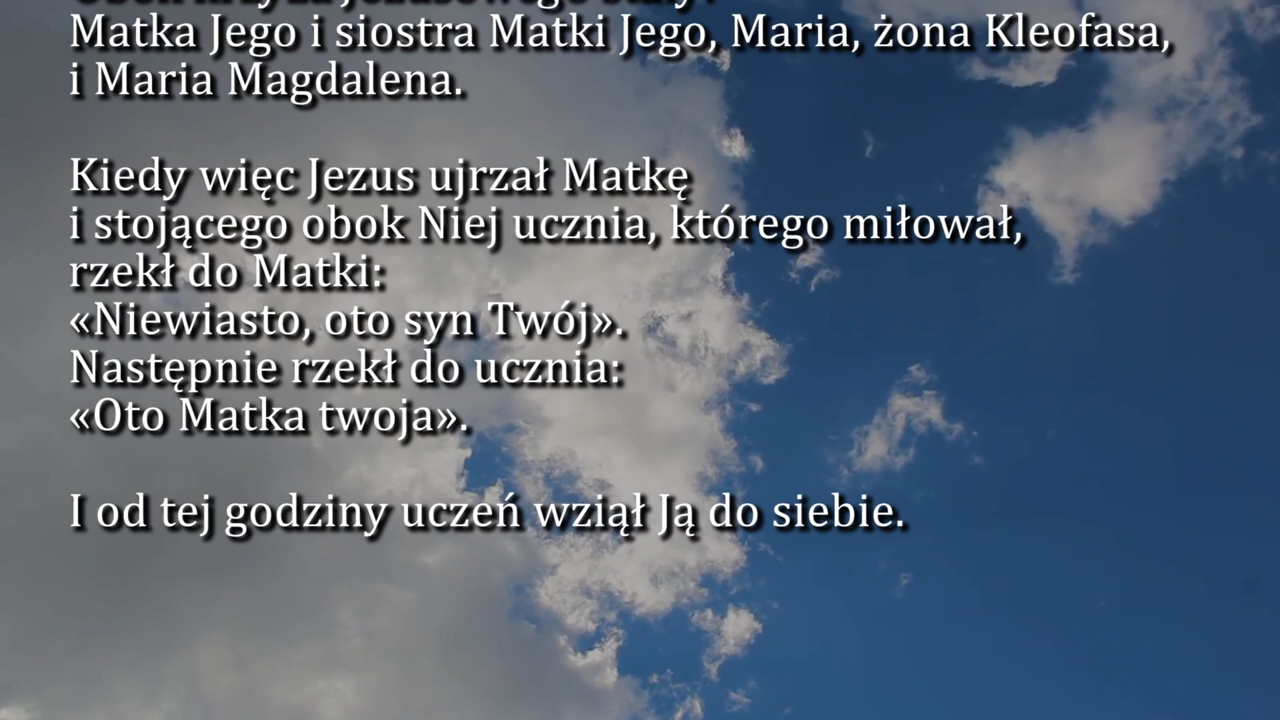 Matka Jego i siostra Matki Jego, Maria, żona Kleofasa,
i Maria Magdalena.
Kiedy więc Jezus ujrzał Matkę
i stojącego obok Niej ucznia, którego miłował,
rzekł do Matki:
«Niewiasto, oto syn Twój».
Następnie rzekł do ucznia:
«Oto Matka twoja».
I od tej godziny uczeń wziął Ją do siebie.